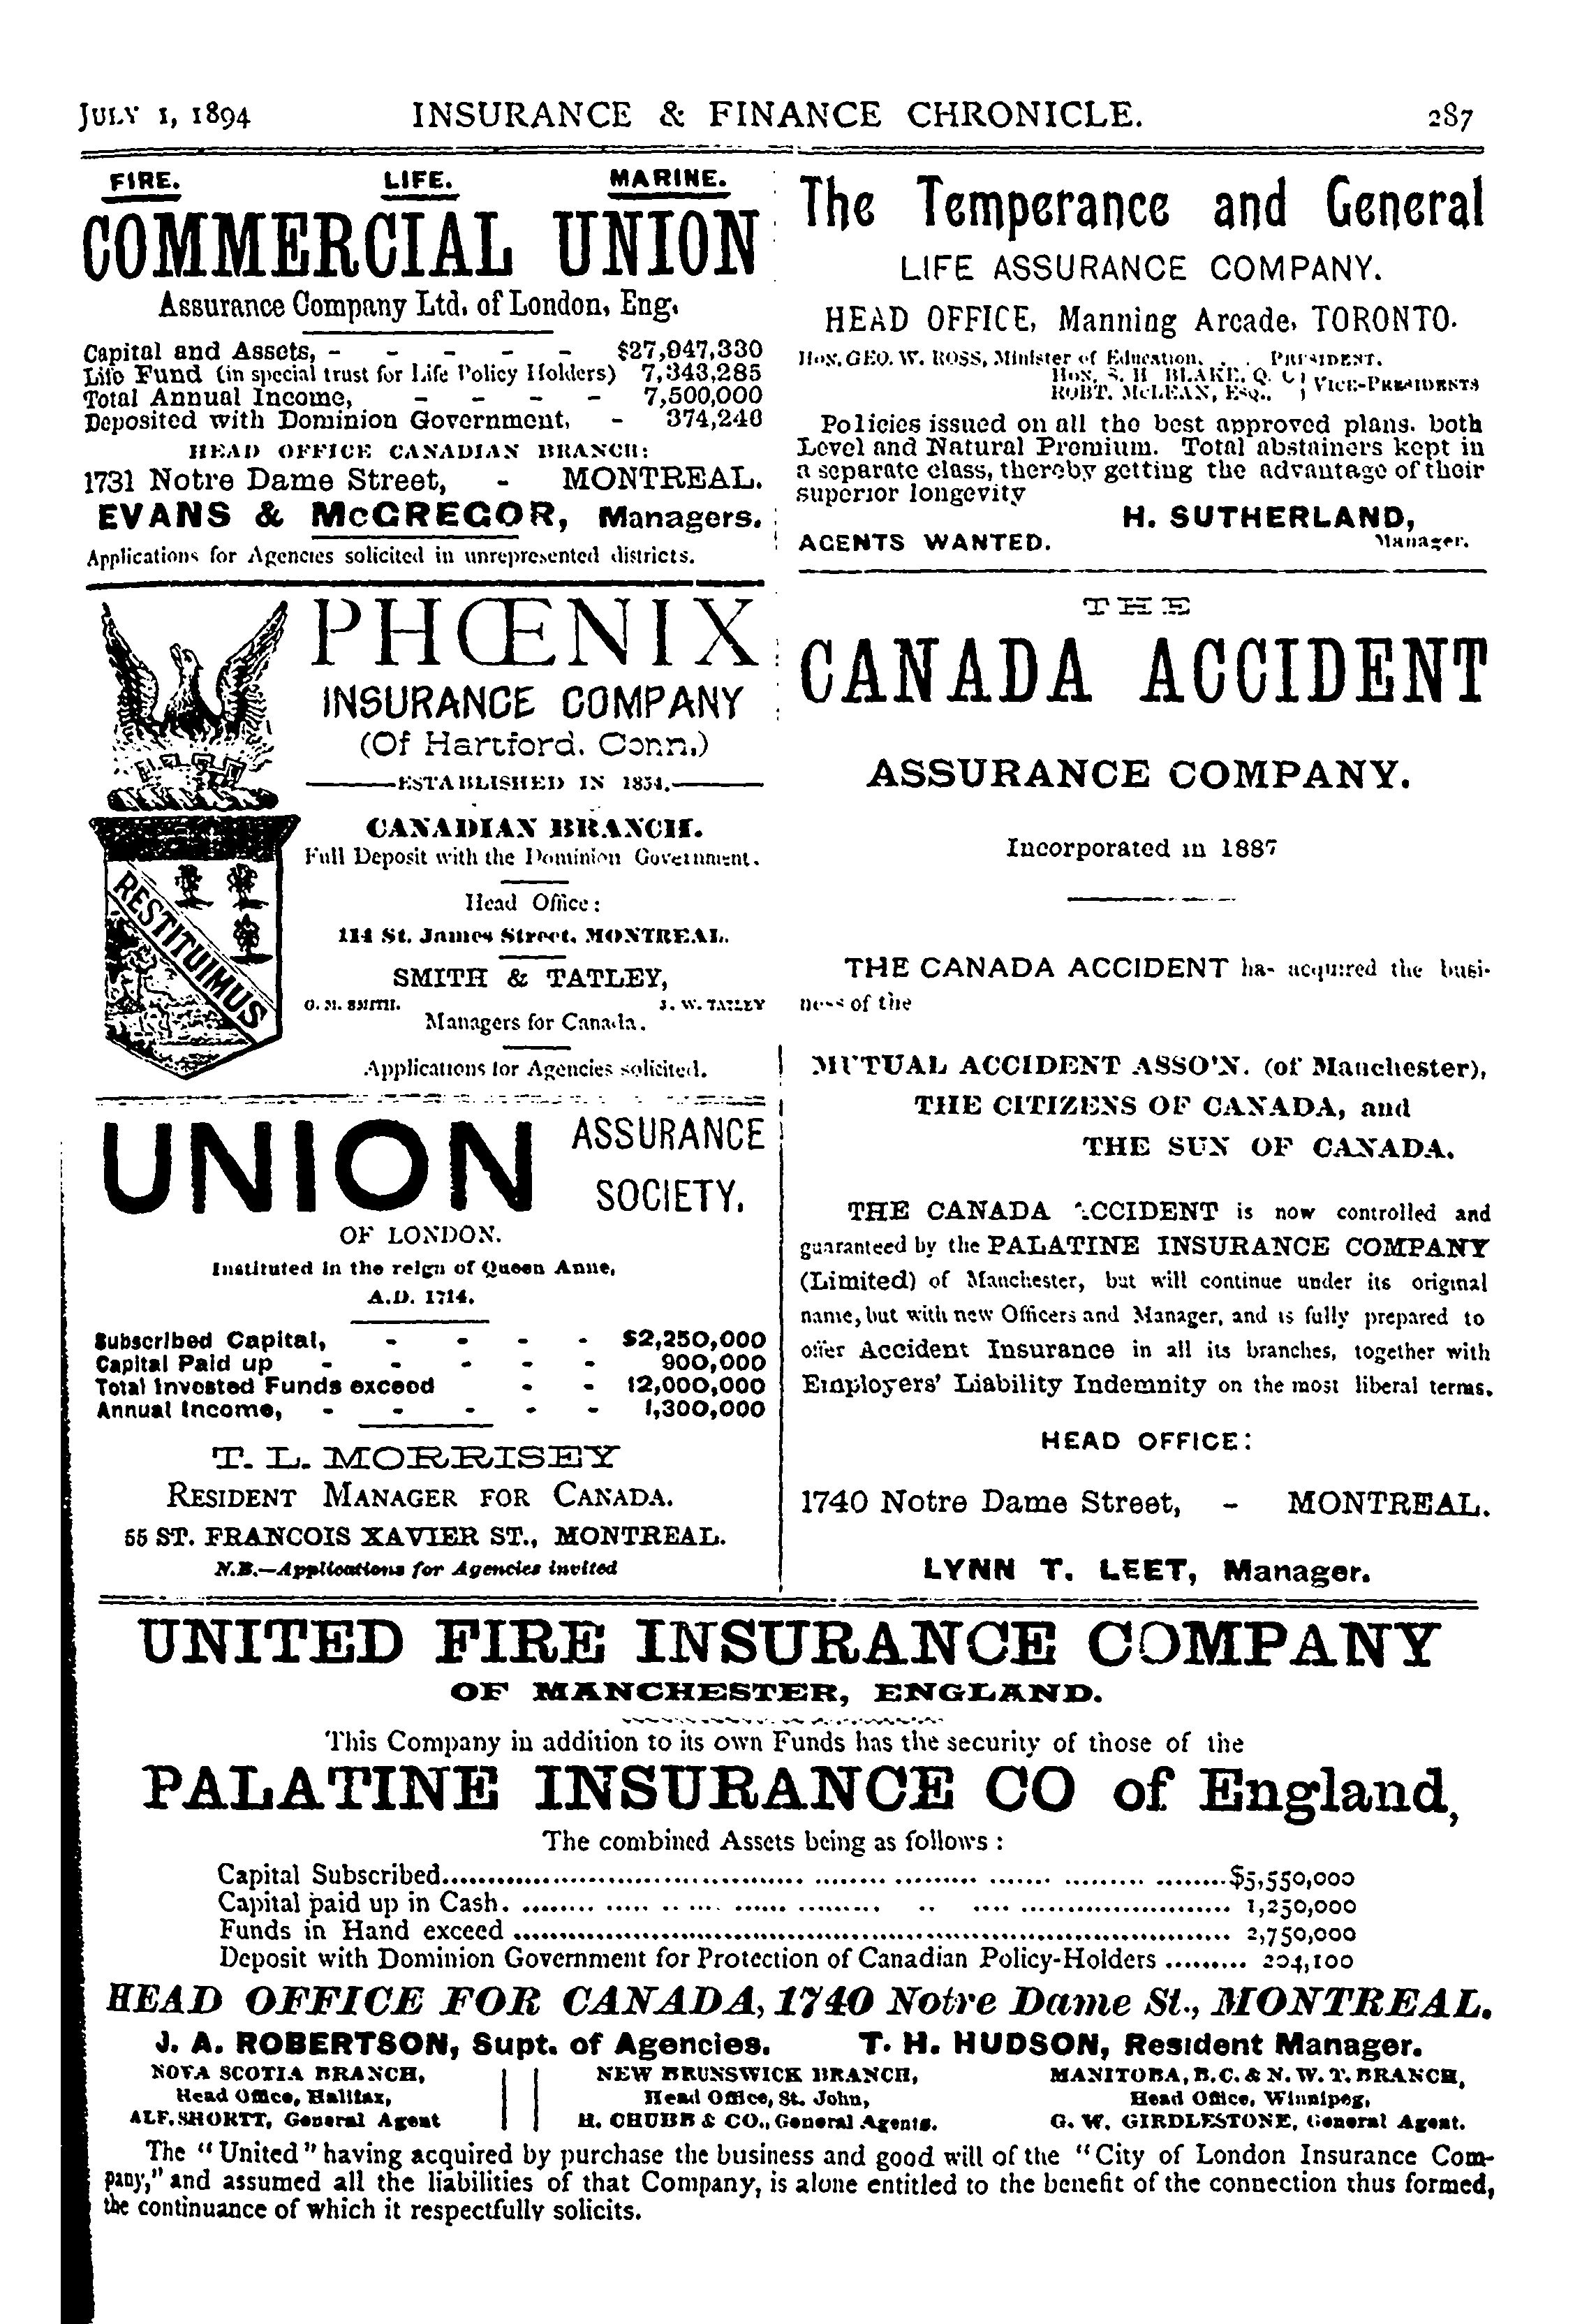 JULY 1, 1894 INSURANCE & FINANCE CHRONICLE. 287
FIRE. LIFE. MARINE.
COMMERCIAL UNION
Assurance Company Ltd. of London, Eng.
Capital and Assets, - - - - - $27,947,330
Life Fund (in special trust for Life Policy Holders) 7,343,285
Total Annual Income, - - - - 7,500,000
Deposited with Dominion Government, - 374,246
HEAD OFFICE CANADIAN BRANCH:
1731 Notre Dame Street, - MONTREAL.
EVANS & McGREGOR, Managers.
Applications for Agencies solicited in unrepresented districts.
PHŒNIX
INSURANCE COMPANY
(Of Hartford. Conn.)
ESTABLISHED IN 1854.
CANADIAN BRANCH.
Full Deposit with the Dominion Government.
Head Office:
114 St. James Street, MONTREAL.
SMITH & TATLEY,
G. M. SMITH. J. W. TATLEY
Managers for Canada.
Applications for Agencies solicited.
RESTITUIMUS
UNION ASSURANCE
SOCIETY.
OF LONDON.
Instituted in the reign of Queen Anne,
A.D. 1714.
Subscribed Capital, - - - - $2,250,000
Capital Paid up - - - - - 900,000
Total Invested Funds exceed - - 12,000,000
Annual Income, - - - - - 1,300,000
T. L. MORRISEY
RESIDENT MANAGER FOR CANADA.
55 ST. FRANCOIS XAVIER ST., MONTREAL.
N.B.—Applications for Agencies invited
The Temperance and General
LIFE ASSURANCE COMPANY.
HEAD OFFICE, Manning Arcade, TORONTO.
HON. GEO. W. ROSS, Minister of Education. . . PRESIDENT.
HON. S. H BLAKE, Q. C }
ROBT. McLEAN, ESQ., } VICE-PRESIDENTS
Policies issued on all the best approved plans. both
Level and Natural Premium. Total abstainers kept in
a separate class, thereby getting the advantage of their
superior longevity
H. SUTHERLAND,
AGENTS WANTED. Manager.
THE
CANADA ACCIDENT
ASSURANCE COMPANY.
Incorporated in 1887
THE CANADA ACCIDENT has acquired the busi-
ness of the
MUTUAL ACCIDENT ASSO'N. (of Manchester),
THE CITIZENS OF CANADA, and
THE SUN OF CANADA.
THE CANADA ACCIDENT is now controlled and
guaranteed by the PALATINE INSURANCE COMPANY
(Limited) of Manchester, but will continue under its original
name, but with new Officers and Manager, and is fully prepared to
offer Accident Insurance in all its branches, together with
Employers' Liability Indemnity on the most liberal terms.
HEAD OFFICE:
1740 Notre Dame Street, - MONTREAL.
LYNN T. LEET, Manager.
UNITED FIRE INSURANCE COMPANY
OF MANCHESTER, ENGLAND.
This Company in addition to its own Funds has the security of those of the
PALATINE INSURANCE CO of England,
The combined Assets being as follows:
Capital Subscribed........ $5,550,000
Capital paid up in Cash........ 1,250,000
Funds in Hand exceed........ 2,750,000
Deposit with Dominion Government for Protection of Canadian Policy-Holders ......... 204,100
HEAD OFFICE FOR CANADA, 1740 Notre Dame St., MONTREAL.
J. A. ROBERTSON, Supt. of Agencies. T. H. HUDSON, Resident Manager.
NOVA SCOTIA BRANCH, NEW BRUNSWICK BRANCH, MANITOBA, B.C. & N. W. T. BRANCH,
Head Office, Halifax, Head Office, St. John, Head Office, Winnipeg,
ALF. SHORTT, General Agent H. CHUBB & CO., General Agents. G. W. GIRDLESTONE, General Agent.
The "United" having acquired by purchase the business and good will of the "City of London Insurance Com-
pany," and assumed all the liabilities of that Company, is alone entitled to the benefit of the connection thus formed,
the continuance of which it respectfully solicits.